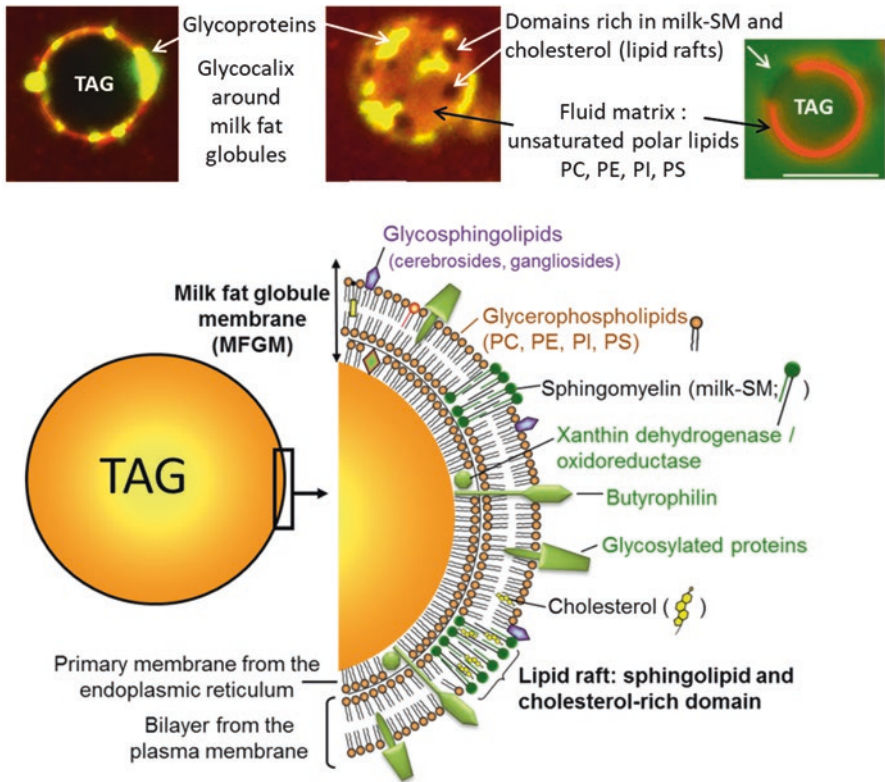 Glycoproteins
TAG
Glycocalix
around
milk fat
globules
Domains rich in milk-SM and
cholesterol (lipid rafts)
Fluid matrix :
unsaturated polar lipids
PC, PE, PI, PS
TAG
Glycosphingolipids
(cerebrosides, gangliosides)
Milk fat globule
membrane
(MFGM)
Glycerophospholipids
(PC, PE, PI, PS)
Sphingomyelin (milk-SM; )
Xanthin dehydrogenase /
oxidoreductase
TAG
Butyrophilin
Glycosylated proteins
Cholesterol ( )
Primary membrane from the
endoplasmic reticulum
Lipid raft: sphingolipid and
cholesterol-rich domain
Bilayer from the
plasma membrane